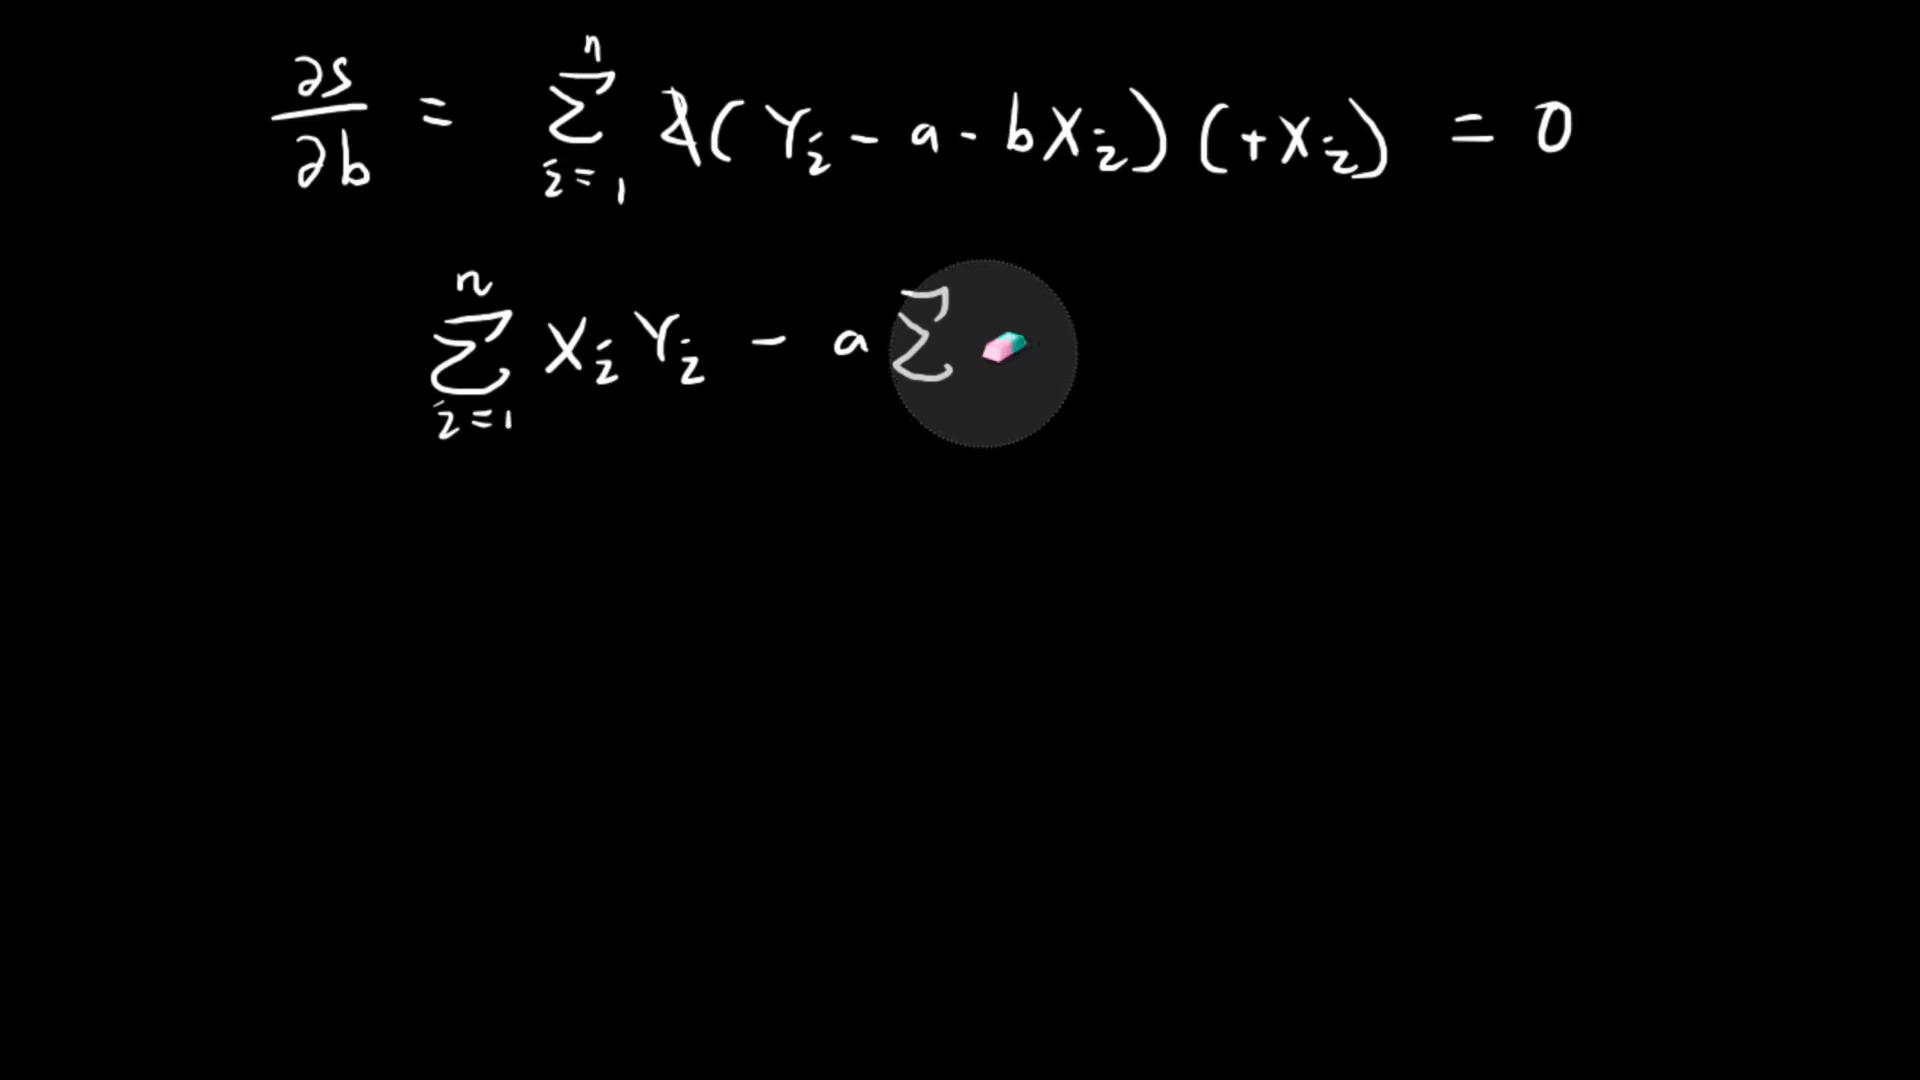 ∂S/∂b = Σ_{i=1}^{n} 2(Y_i - a - bX_i)(+X_i) = 0
Σ_{i=1}^{n} X_i Y_i - a Σ